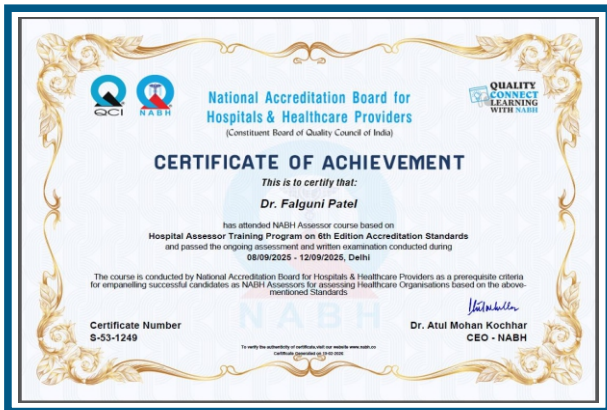 QCI
NABH
National Accreditation Board for
Hospitals & Healthcare Providers
(Constituent Board of Quality Council of India)
QUALITY
CONNECT
LEARNING
WITH NABH
CERTIFICATE OF ACHIEVEMENT
This is to certify that:
Dr. Falguni Patel
has attended NABH Assessor course based on
Hospital Assessor Training Program on 6th Edition Accreditation Standards
and passed the ongoing assessment and written examination conducted during
08/09/2025 - 12/09/2025, Delhi
The course is conducted by National Accreditation Board for Hospitals & Healthcare Providers as a prerequisite criteria
for empanelling successful candidates as NABH Assessors for assessing Healthcare Organisations based on the above-
mentioned Standards
NABH
Certificate Number
S-53-1249
Dr. Atul Mohan Kochhar
CEO - NABH
To verify the authenticity of certificate,visit our website www.nabh.co
Certificate Generated on